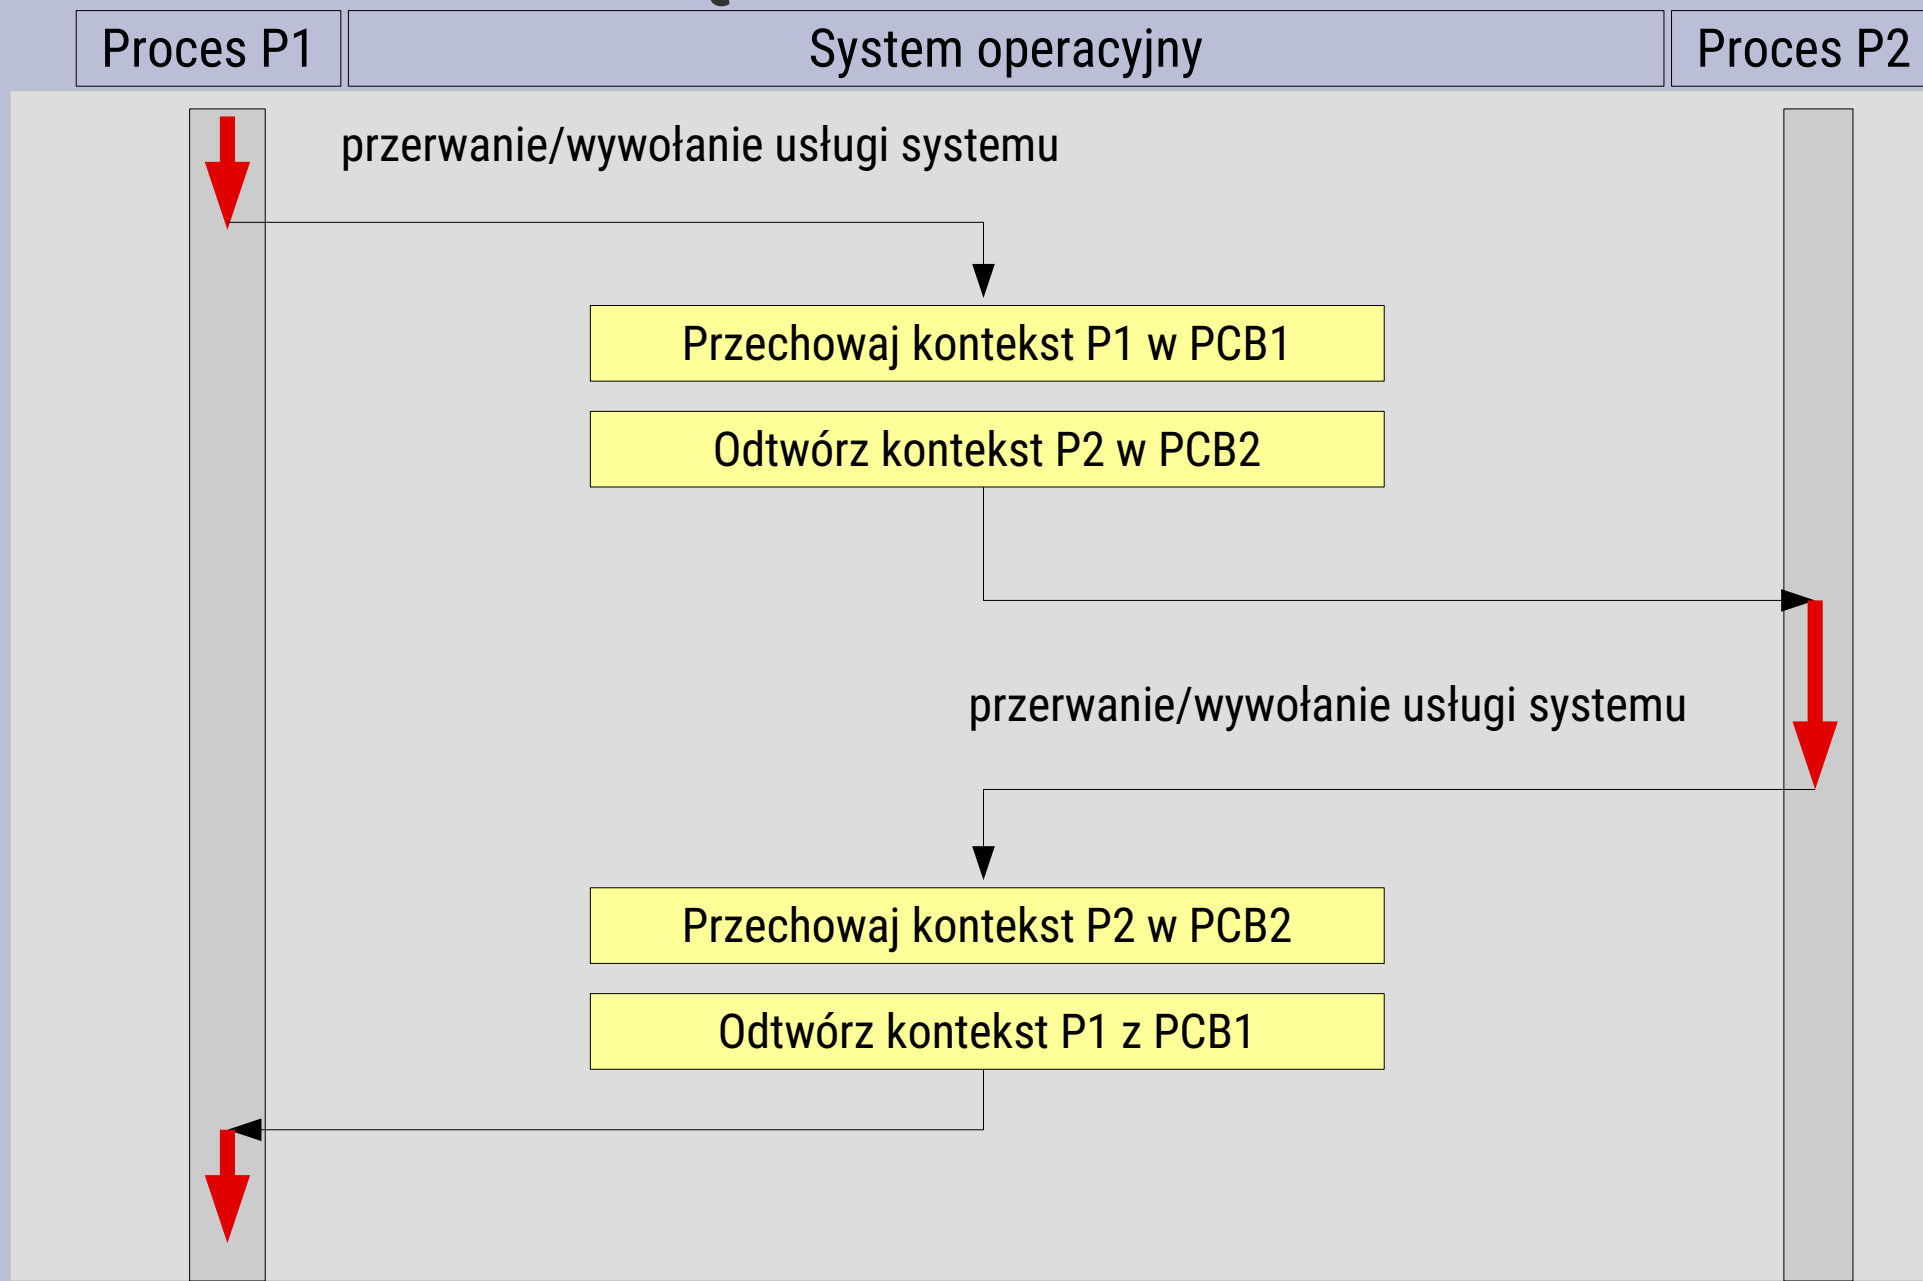 Proces P1
System operacyjny
Proces P2
przerwanie/wywołanie usługi systemu
Przechowaj kontekst P1 w PCB1
Odtwórz kontekst P2 w PCB2
przerwanie/wywołanie usługi systemu
Przechowaj kontekst P2 w PCB2
Odtwórz kontekst P1 z PCB1